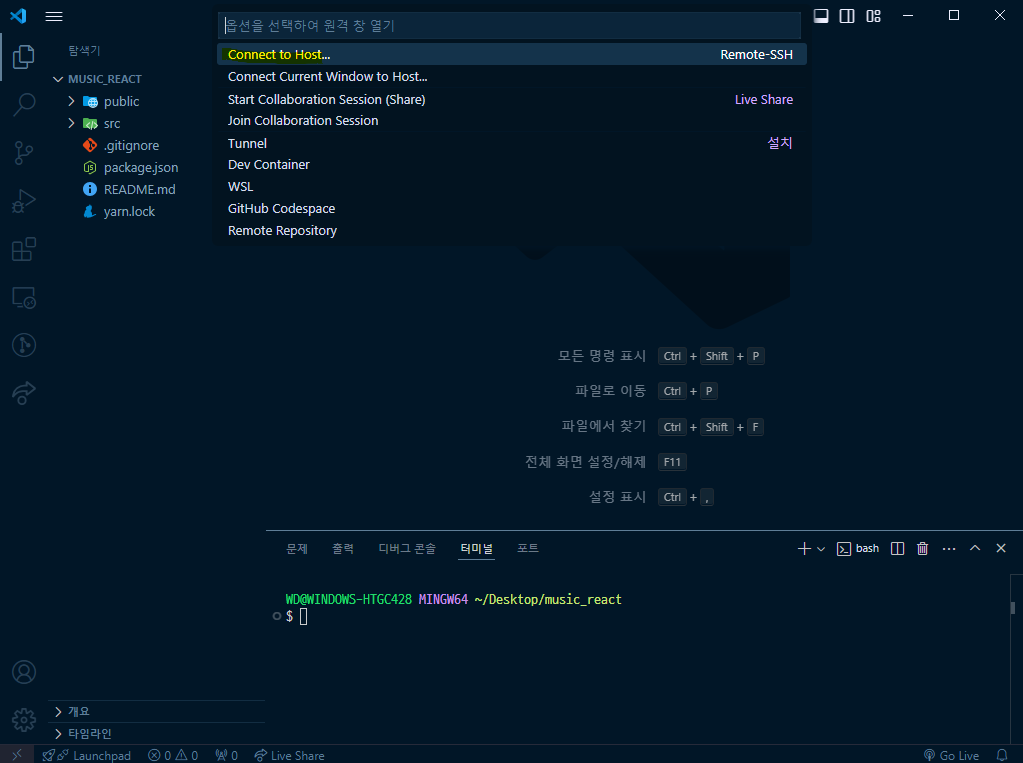 옵션을 선택하여 원격 창 열기
Connect to Host... Remote-SSH
Connect Current Window to Host...
Start Collaboration Session (Share) Live Share
Join Collaboration Session
Tunnel 설치
Dev Container
WSL
GitHub Codespace
Remote Repository
탐색기
MUSIC_REACT
public
src
.gitignore
package.json
README.md
yarn.lock
모든 명령 표시 Ctrl + Shift + P
파일로 이동 Ctrl + P
파일에서 찾기 Ctrl + Shift + F
전체 화면 설정/해제 F11
설정 표시 Ctrl + ,
문제 출력 디버그 콘솔 터미널 포트 bash
WD@WINDOWS-HTGC428 MINGW64 ~/Desktop/music_react
$
개요
타임라인
Launchpad 0 0 0 Live Share Go Live